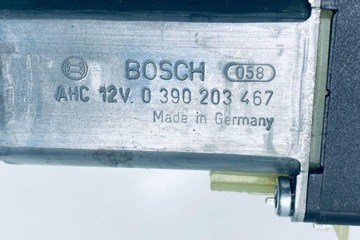 BOSCH 058
AHC 12V. 0 390 203 467
Made in Germany